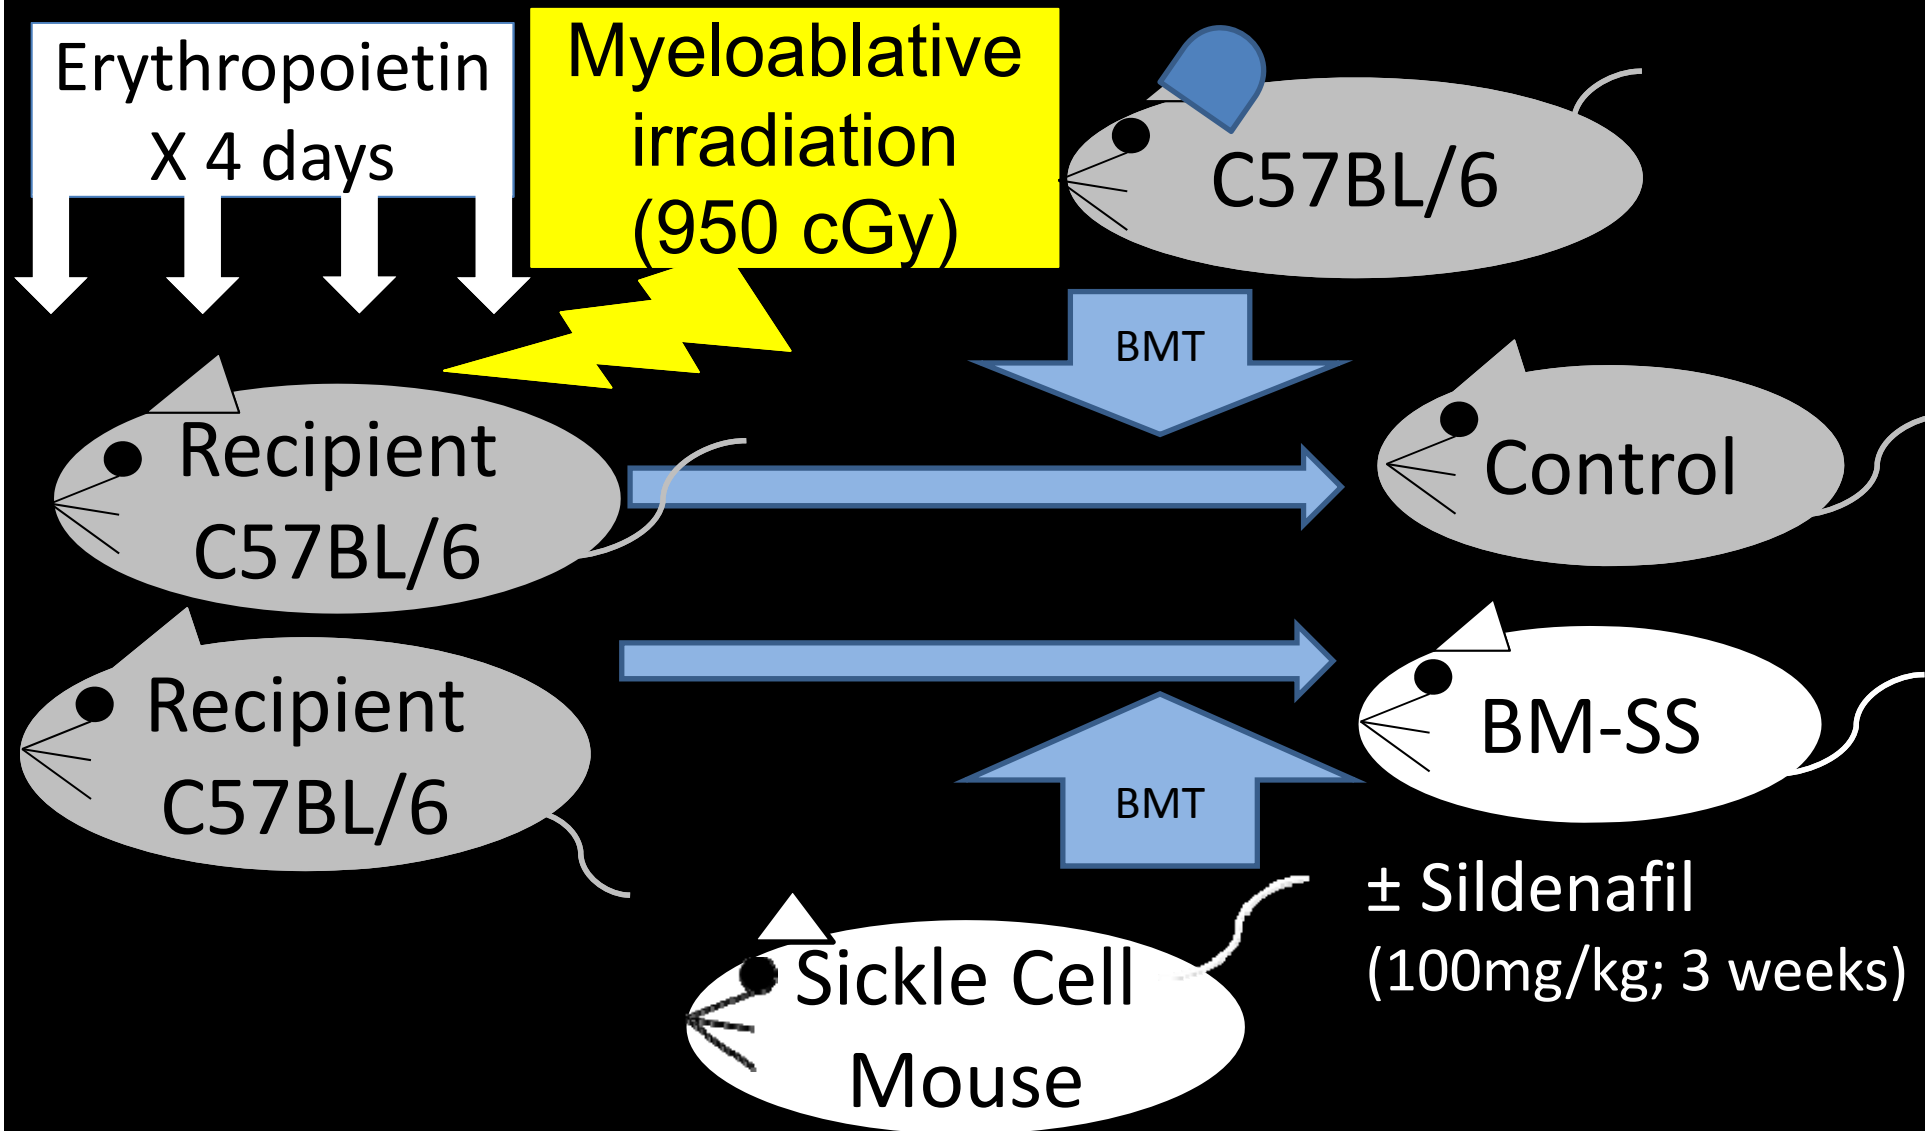 Erythropoietin
X 4 days
Myeloablative
irradiation
(950 cGy)
C57BL/6
BMT
Recipient
C57BL/6
Control
Recipient
C57BL/6
BM-SS
BMT
± Sildenafil
(100mg/kg; 3 weeks)
Sickle Cell
Mouse